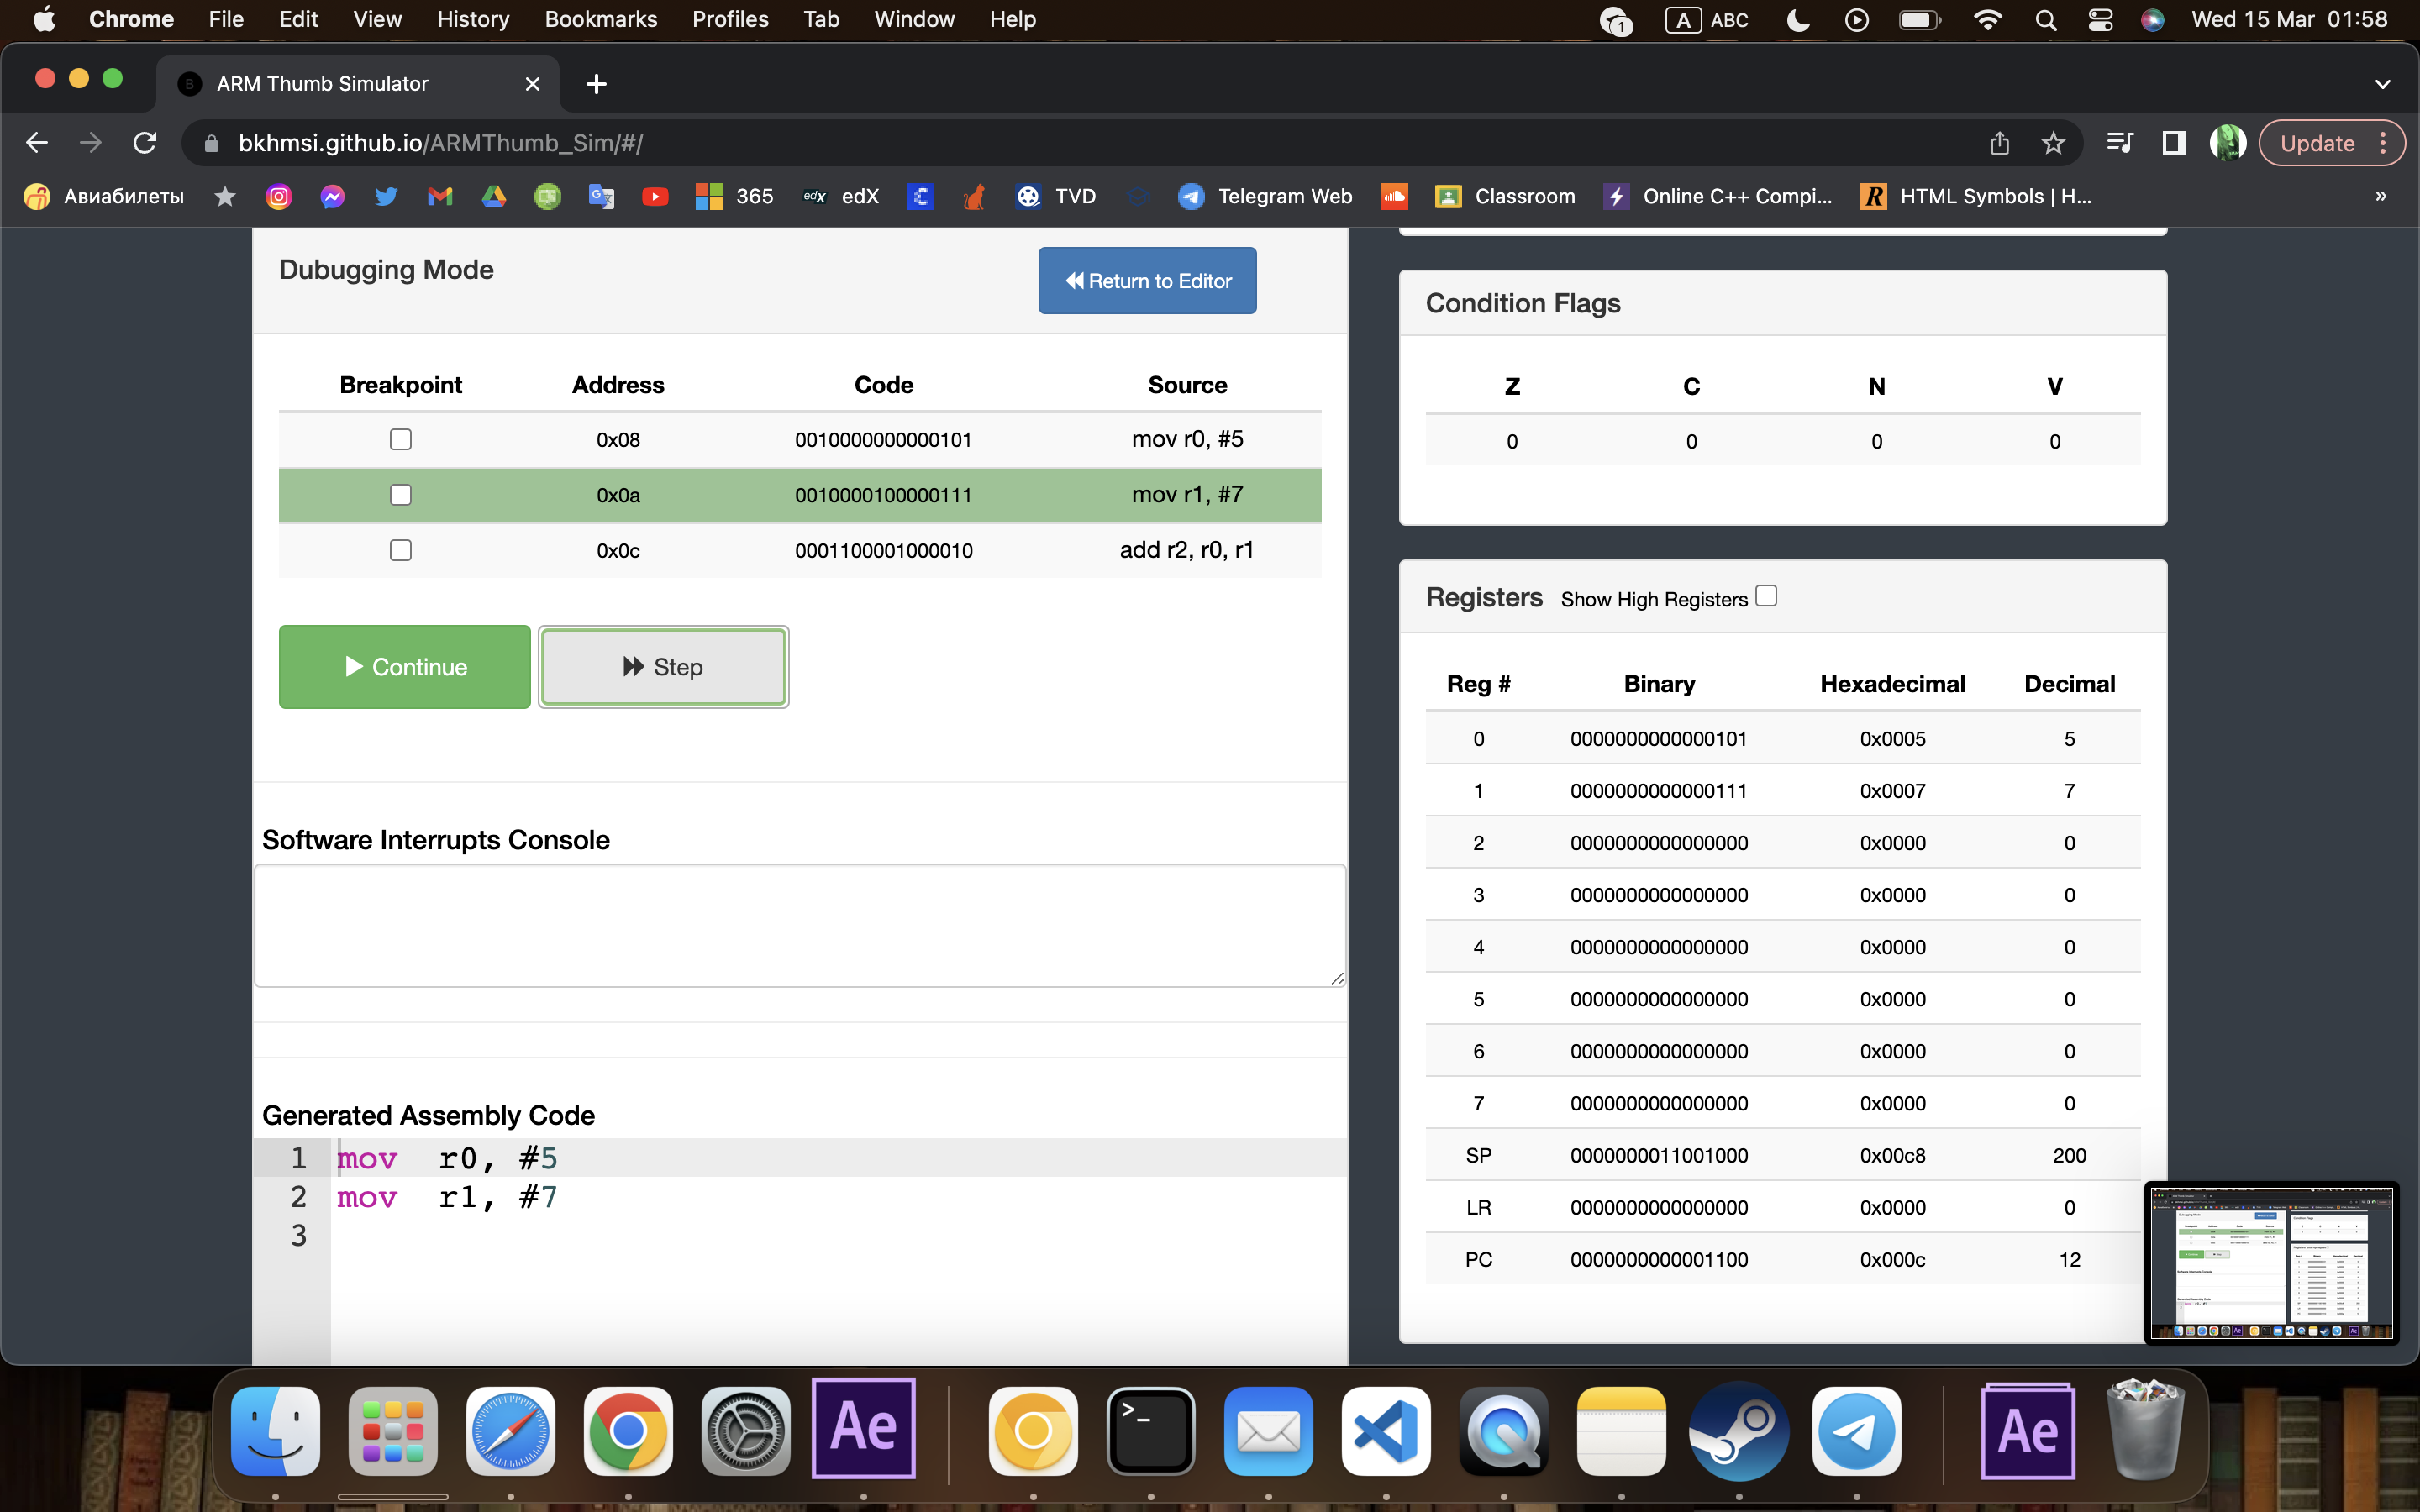 Chrome File Edit View History Bookmarks Profiles Tab Window Help 1 A ABC Wed 15 Mar 01:58
ARM Thumb Simulator
bkhmsi.github.io/ARMThumb_Sim/#/ Update
Авиабилеты 365 edX edX TVD Telegram Web Classroom Online C++ Compi... R HTML Symbols | H... »
Dubugging Mode
Return to Editor
Breakpoint Address Code Source
0x08 0010000000000101 mov r0, #5
0x0a 0010000100000111 mov r1, #7
0x0c 0001100001000010 add r2, r0, r1
Continue
Step
Software Interrupts Console
Generated Assembly Code
1 mov r0, #5
2 mov r1, #7
3
Condition Flags
Z C N V
0 0 0 0
Registers Show High Registers
Reg # Binary Hexadecimal Decimal
0 0000000000000101 0x0005 5
1 0000000000000111 0x0007 7
2 0000000000000000 0x0000 0
3 0000000000000000 0x0000 0
4 0000000000000000 0x0000 0
5 0000000000000000 0x0000 0
6 0000000000000000 0x0000 0
7 0000000000000000 0x0000 0
SP 0000000011001000 0x00c8 200
LR 0000000000000000 0x0000 0
PC 0000000000001100 0x000c 12
Ae
>_
Ae